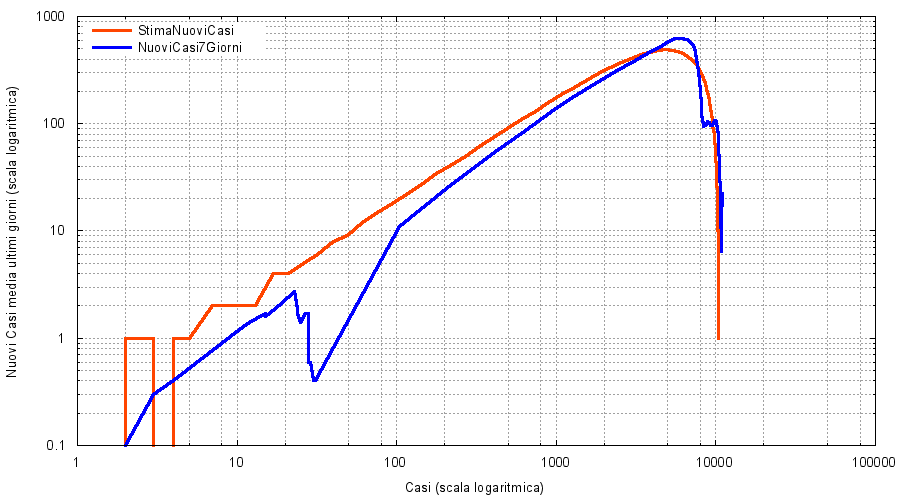 1000
StimaNuoviCasi
NuoviCasi7Giorni
100
10
1
0.1
Nuovi Casi media ultimi giorni (scala logaritmica)
1 10 100 1000 10000 100000
Casi (scala logaritmica)